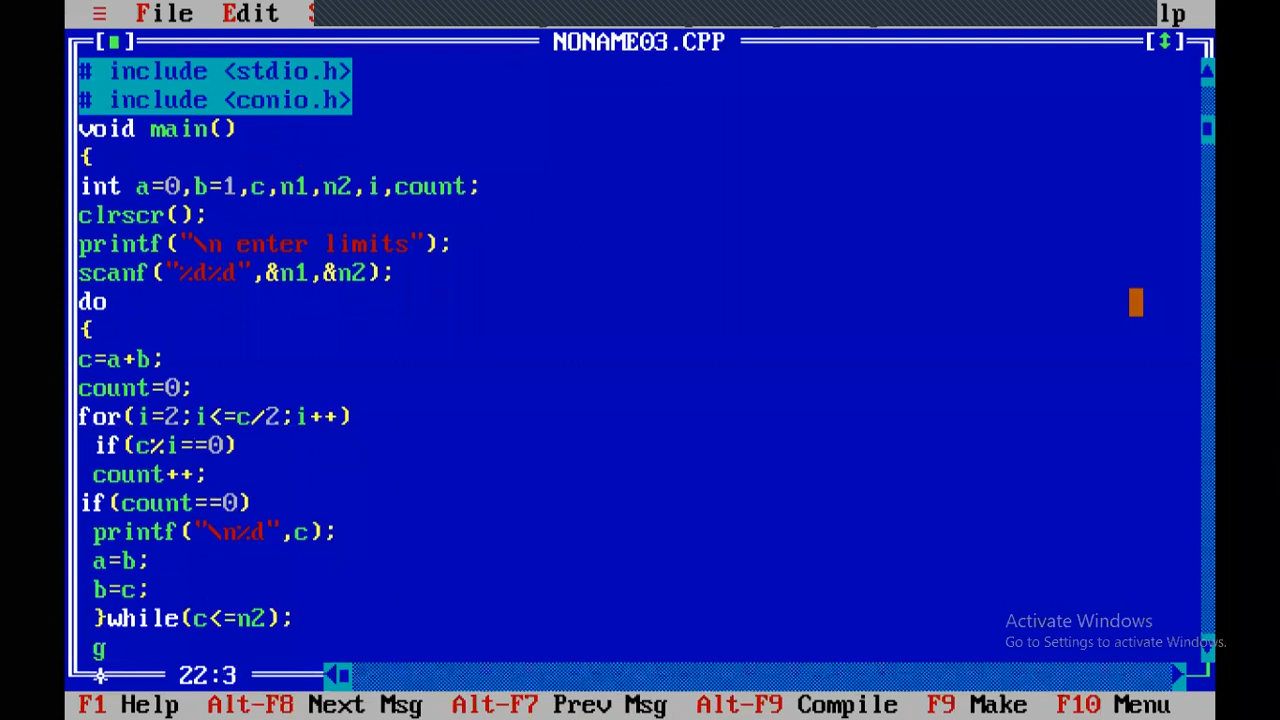 ≡ File Edit lp
[■] NONAME03.CPP [↕]
# include <stdio.h>
# include <conio.h>
void main()
{
int a=0,b=1,c,n1,n2,i,count;
clrscr();
printf("\n enter limits");
scanf("%d%d",&n1,&n2);
do
{
c=a+b;
count=0;
for(i=2;i<=c/2;i++)
if(c%i==0)
count++;
if(count==0)
printf("\n%d",c);
a=b;
b=c;
}while(c<=n2);
g
22:3
Activate Windows
Go to Settings to activate Windows.
F1 Help Alt-F8 Next Msg Alt-F7 Prev Msg Alt-F9 Compile F9 Make F10 Menu